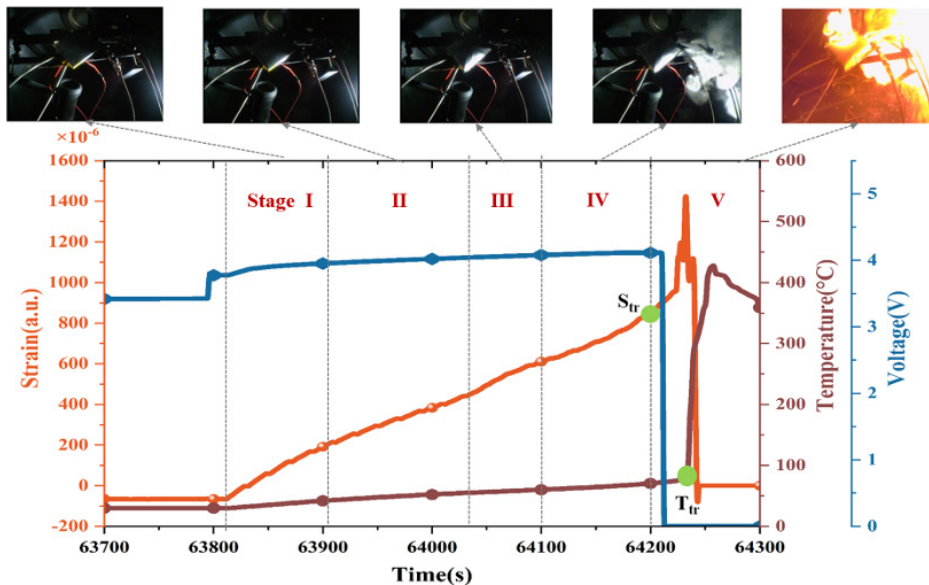 ×10⁻⁶
1600
1400
1200
1000
800
600
400
200
0
-200
Strain(a.u.)
Stage I
II
III
IV
V
S_tr
T_tr
600
500
400
300
200
100
0
Temperature(°C)
5
4
3
2
1
0
Voltage(V)
63700 63800 63900 64000 64100 64200 64300
Time(s)